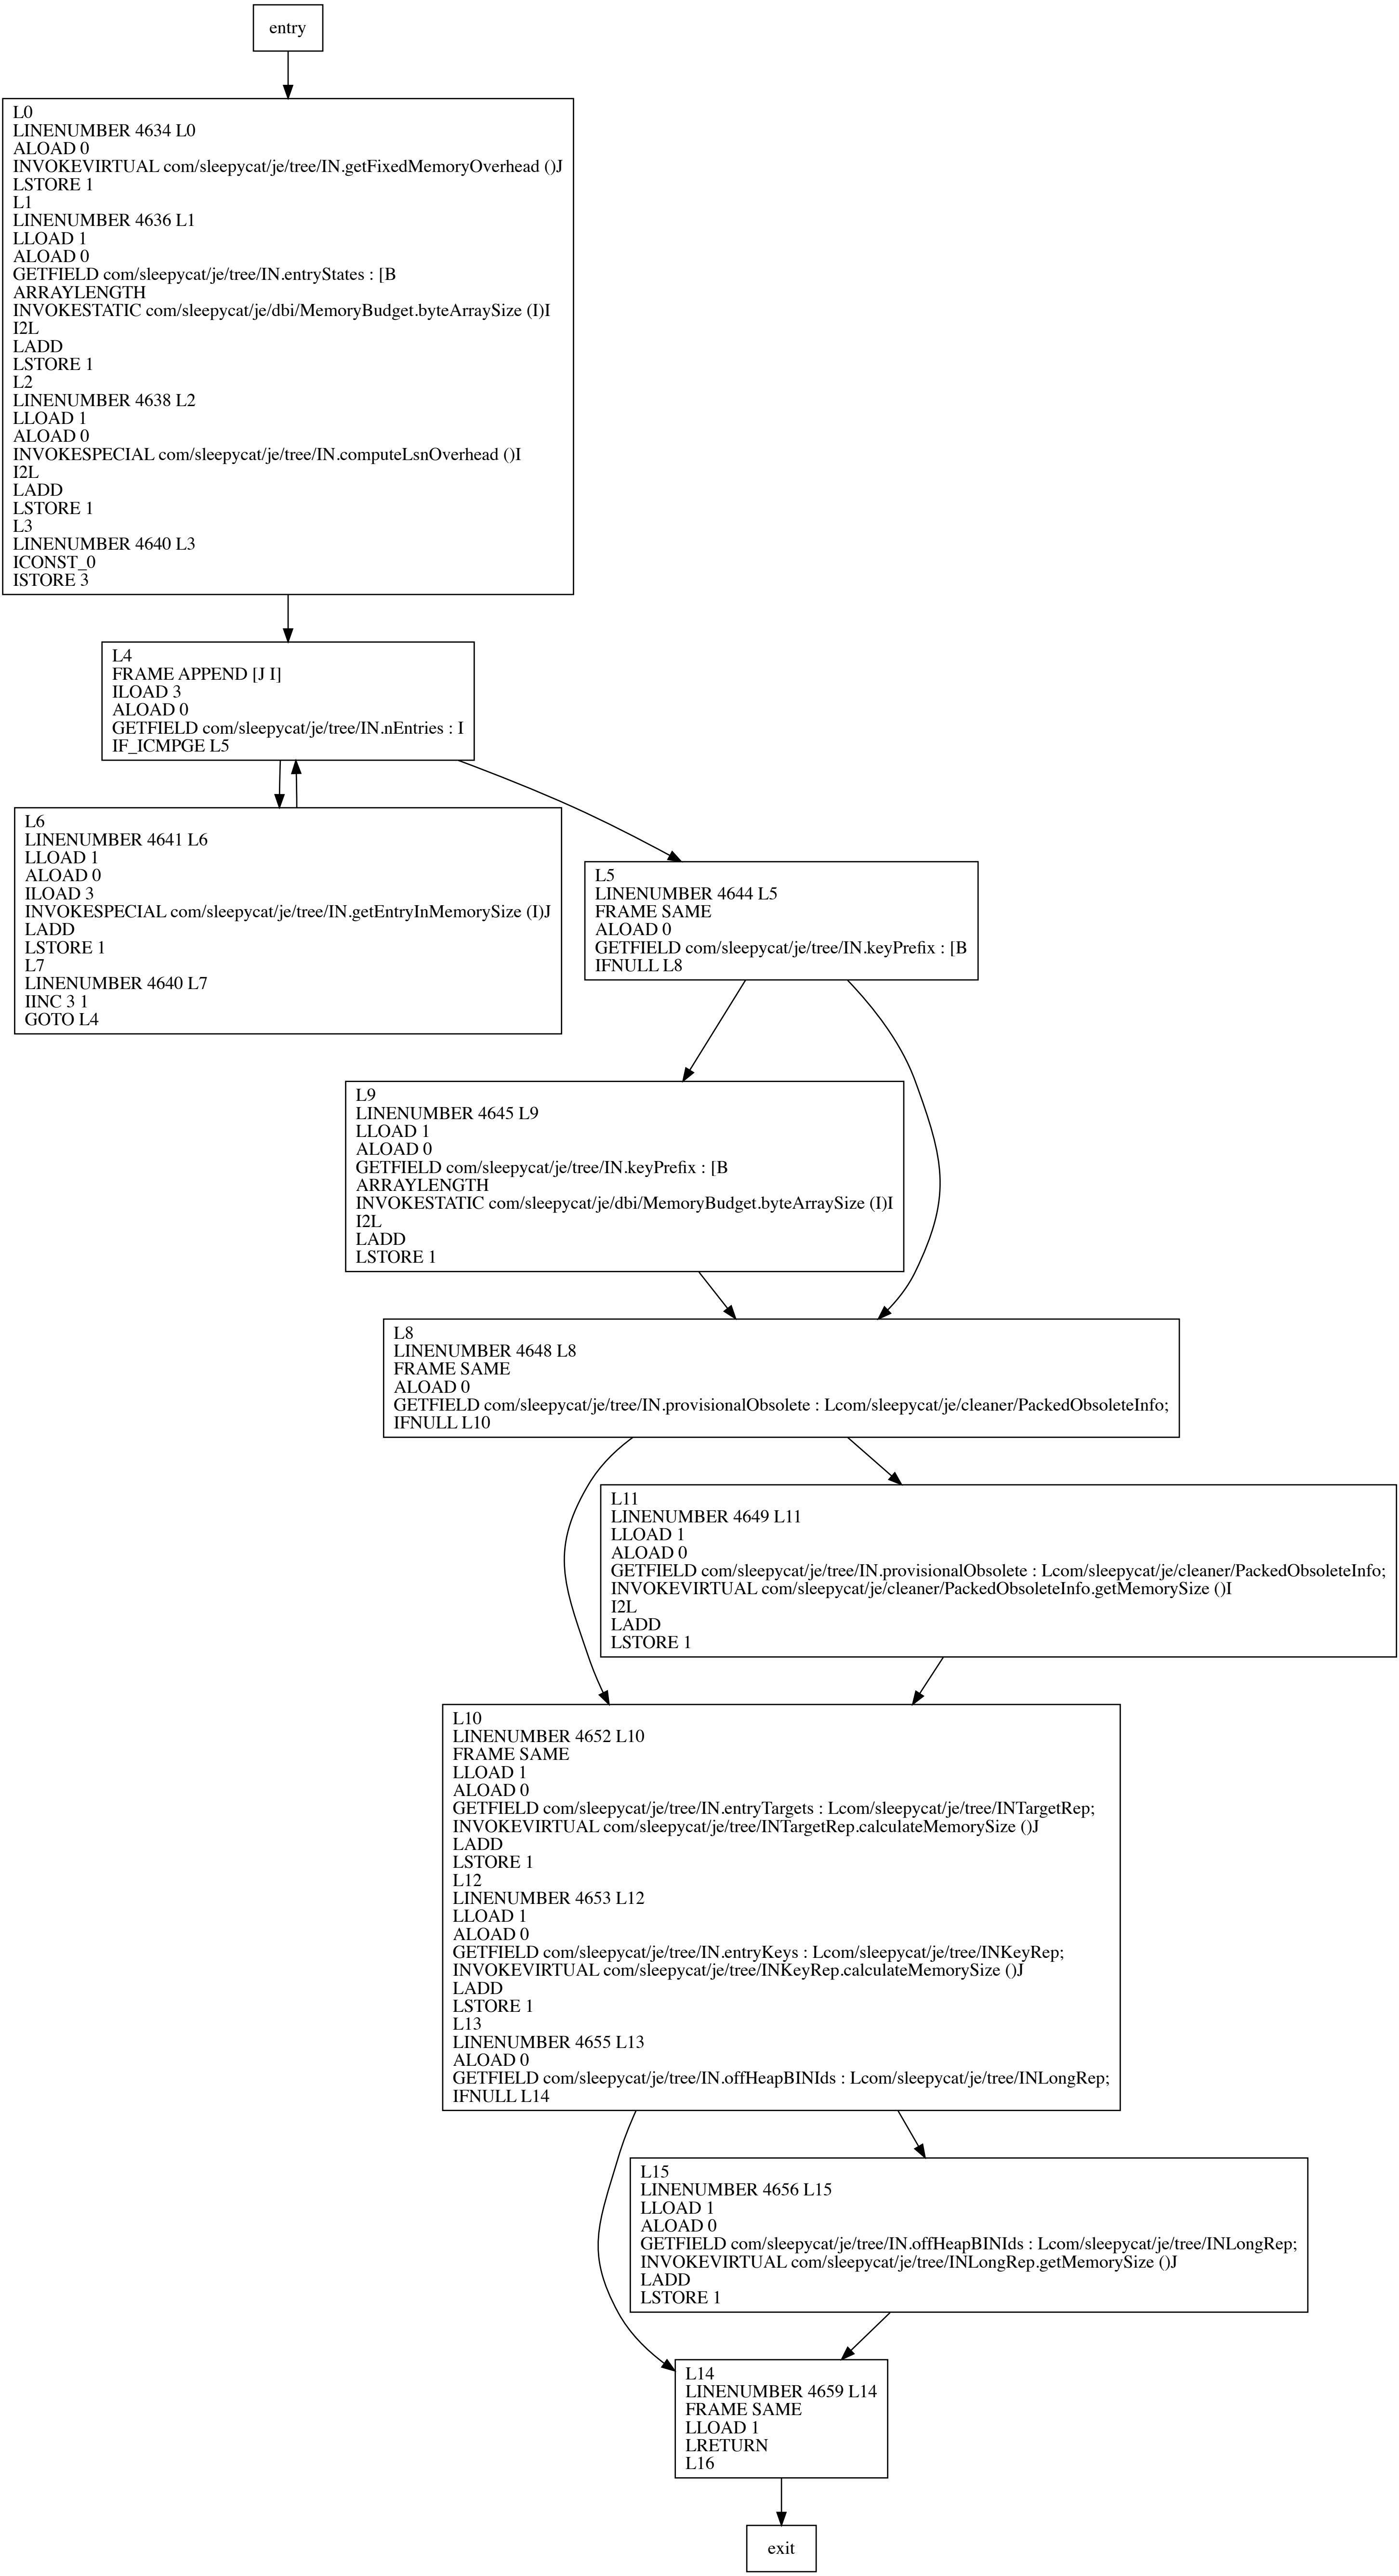 entry
L0
LINENUMBER 4634 L0
ALOAD 0
INVOKEVIRTUAL com/sleepycat/je/tree/IN.getFixedMemoryOverhead ()J
LSTORE 1
L1
LINENUMBER 4636 L1
LLOAD 1
ALOAD 0
GETFIELD com/sleepycat/je/tree/IN.entryStates : [B
ARRAYLENGTH
INVOKESTATIC com/sleepycat/je/dbi/MemoryBudget.byteArraySize (I)I
I2L
LADD
LSTORE 1
L2
LINENUMBER 4638 L2
LLOAD 1
ALOAD 0
INVOKESPECIAL com/sleepycat/je/tree/IN.computeLsnOverhead ()I
I2L
LADD
LSTORE 1
L3
LINENUMBER 4640 L3
ICONST_0
ISTORE 3
L4
FRAME APPEND [J I]
ILOAD 3
ALOAD 0
GETFIELD com/sleepycat/je/tree/IN.nEntries : I
IF_ICMPGE L5
L6
LINENUMBER 4641 L6
LLOAD 1
ALOAD 0
ILOAD 3
INVOKESPECIAL com/sleepycat/je/tree/IN.getEntryInMemorySize (I)J
LADD
LSTORE 1
L7
LINENUMBER 4640 L7
IINC 3 1
GOTO L4
L5
LINENUMBER 4644 L5
FRAME SAME
ALOAD 0
GETFIELD com/sleepycat/je/tree/IN.keyPrefix : [B
IFNULL L8
L9
LINENUMBER 4645 L9
LLOAD 1
ALOAD 0
GETFIELD com/sleepycat/je/tree/IN.keyPrefix : [B
ARRAYLENGTH
INVOKESTATIC com/sleepycat/je/dbi/MemoryBudget.byteArraySize (I)I
I2L
LADD
LSTORE 1
L8
LINENUMBER 4648 L8
FRAME SAME
ALOAD 0
GETFIELD com/sleepycat/je/tree/IN.provisionalObsolete : Lcom/sleepycat/je/cleaner/PackedObsoleteInfo;
IFNULL L10
L11
LINENUMBER 4649 L11
LLOAD 1
ALOAD 0
GETFIELD com/sleepycat/je/tree/IN.provisionalObsolete : Lcom/sleepycat/je/cleaner/PackedObsoleteInfo;
INVOKEVIRTUAL com/sleepycat/je/cleaner/PackedObsoleteInfo.getMemorySize ()I
I2L
LADD
LSTORE 1
L10
LINENUMBER 4652 L10
FRAME SAME
LLOAD 1
ALOAD 0
GETFIELD com/sleepycat/je/tree/IN.entryTargets : Lcom/sleepycat/je/tree/INTargetRep;
INVOKEVIRTUAL com/sleepycat/je/tree/INTargetRep.calculateMemorySize ()J
LADD
LSTORE 1
L12
LINENUMBER 4653 L12
LLOAD 1
ALOAD 0
GETFIELD com/sleepycat/je/tree/IN.entryKeys : Lcom/sleepycat/je/tree/INKeyRep;
INVOKEVIRTUAL com/sleepycat/je/tree/INKeyRep.calculateMemorySize ()J
LADD
LSTORE 1
L13
LINENUMBER 4655 L13
ALOAD 0
GETFIELD com/sleepycat/je/tree/IN.offHeapBINIds : Lcom/sleepycat/je/tree/INLongRep;
IFNULL L14
L15
LINENUMBER 4656 L15
LLOAD 1
ALOAD 0
GETFIELD com/sleepycat/je/tree/IN.offHeapBINIds : Lcom/sleepycat/je/tree/INLongRep;
INVOKEVIRTUAL com/sleepycat/je/tree/INLongRep.getMemorySize ()J
LADD
LSTORE 1
L14
LINENUMBER 4659 L14
FRAME SAME
LLOAD 1
LRETURN
L16
exit